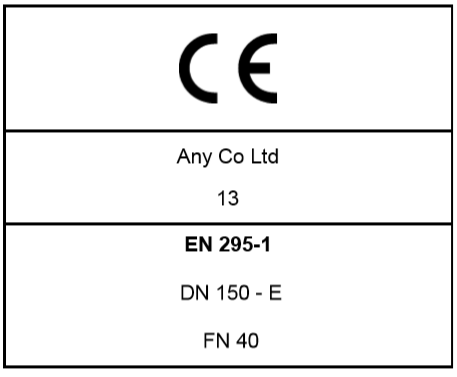 CE
Any Co Ltd
13
EN 295-1
DN 150 - E
FN 40